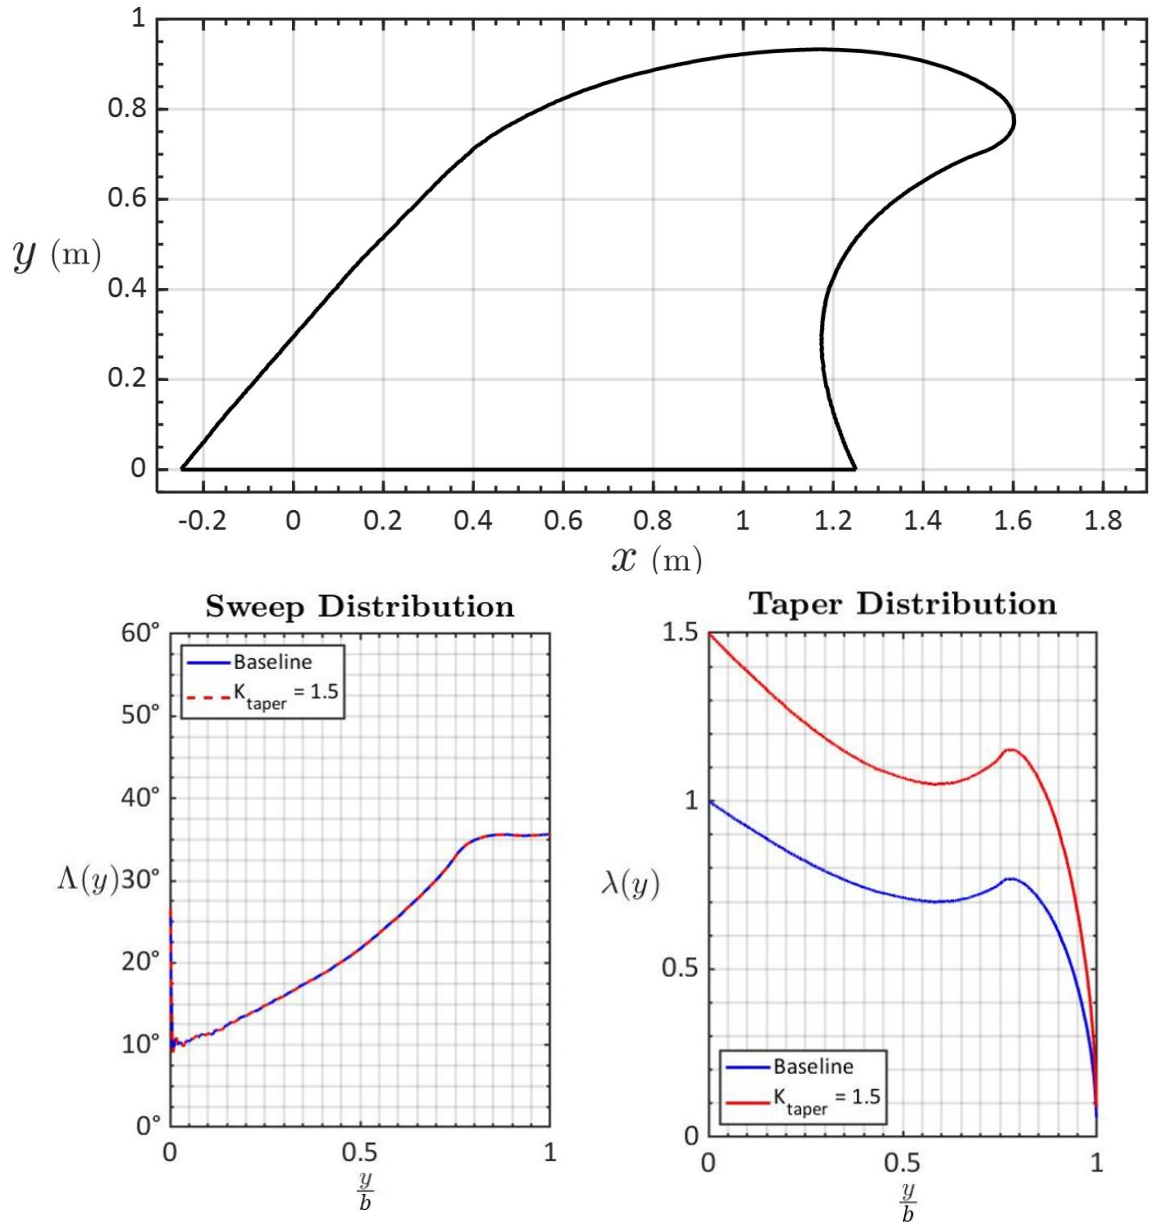 1
0.8
0.6
y (m)
0.4
0.2
0
-0.2 0 0.2 0.4 0.6 0.8 1 1.2 1.4 1.6 1.8
x (m)
Sweep Distribution
60°
Baseline
K_taper = 1.5
50°
40°
Λ(y)
30°
20°
10°
0°
0 0.5 1
y/b
Taper Distribution
1.5
1
λ(y)
0.5
Baseline
K_taper = 1.5
0
0 0.5 1
y/b